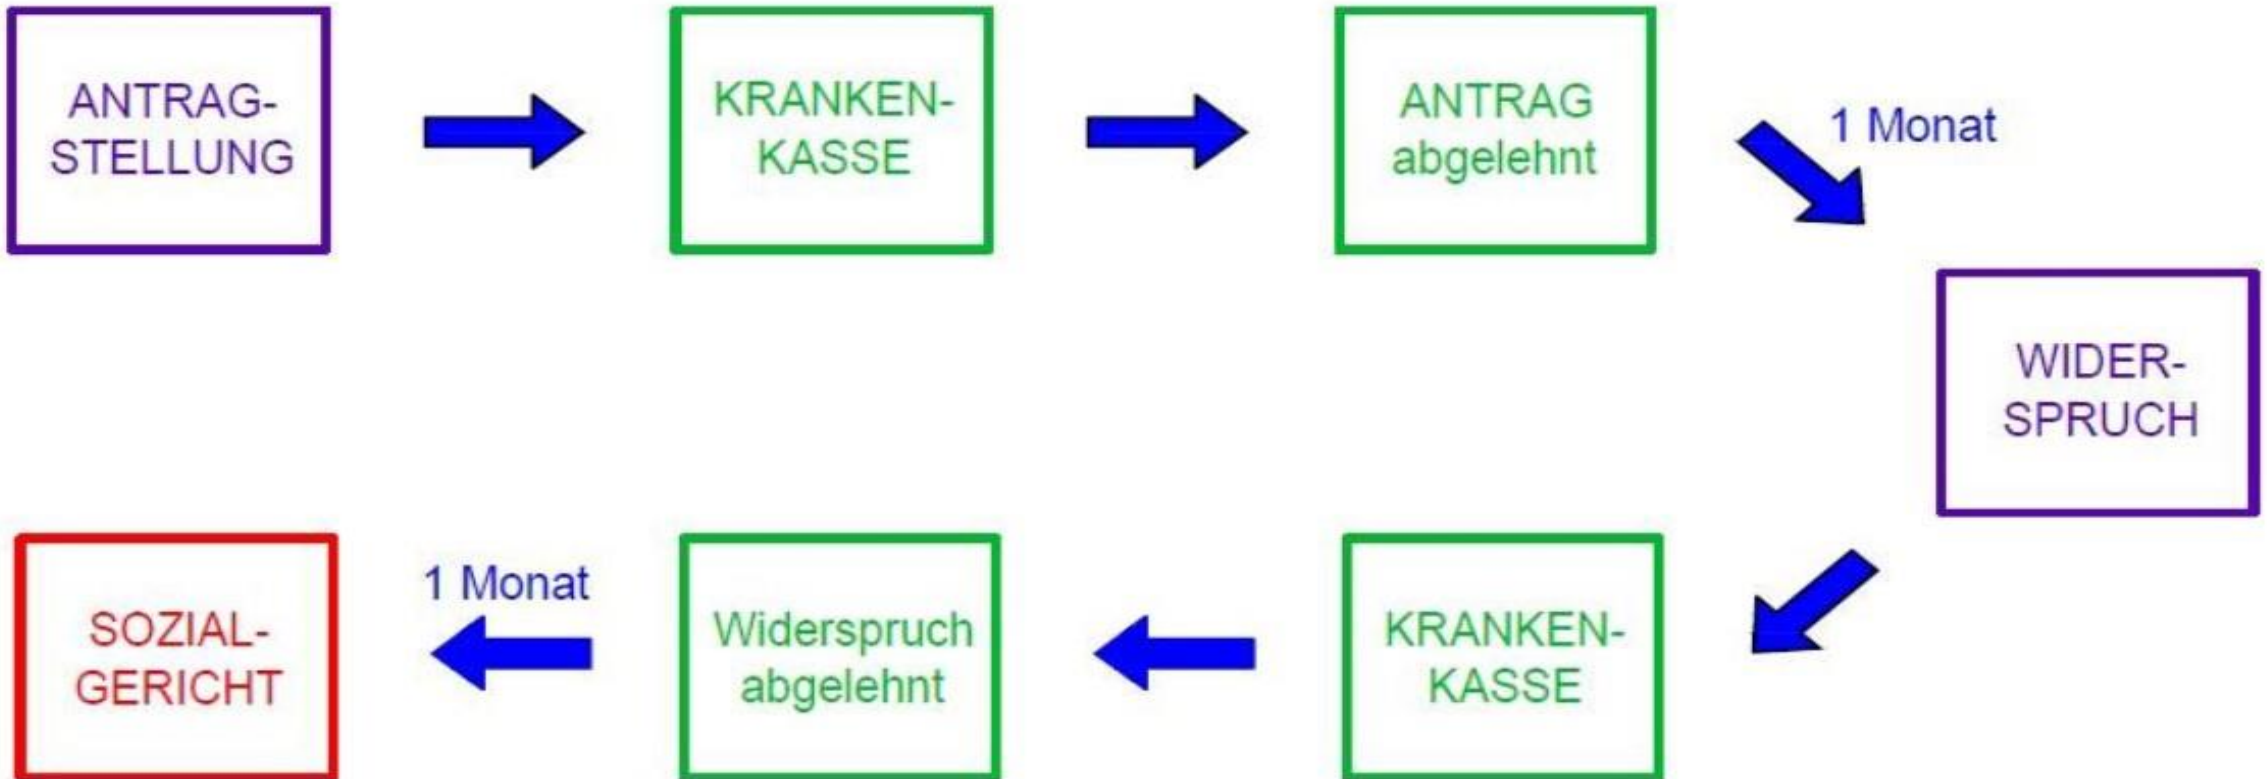 ANTRAG-
STELLUNG
KRANKEN-
KASSE
ANTRAG
abgelehnt
1 Monat
WIDER-
SPRUCH
KRANKEN-
KASSE
Widerspruch
abgelehnt
1 Monat
SOZIAL-
GERICHT